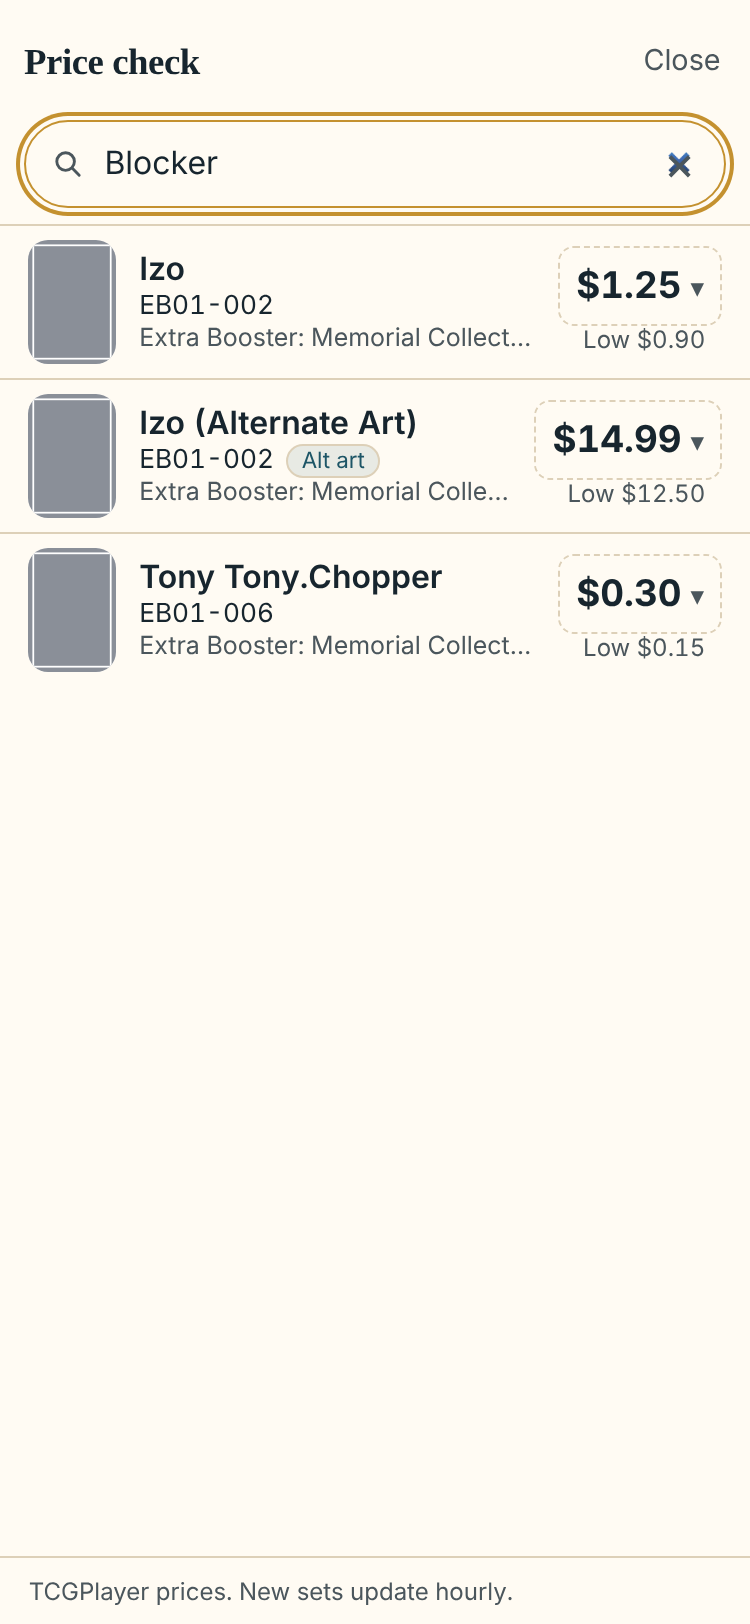 Price check
Close
Blocker
Izo
EB01-002
Extra Booster: Memorial Collect...
$1.25 ▾
Low $0.90
Izo (Alternate Art)
EB01-002 Alt art
Extra Booster: Memorial Colle...
$14.99 ▾
Low $12.50
Tony Tony.Chopper
EB01-006
Extra Booster: Memorial Collect...
$0.30 ▾
Low $0.15
TCGPlayer prices. New sets update hourly.